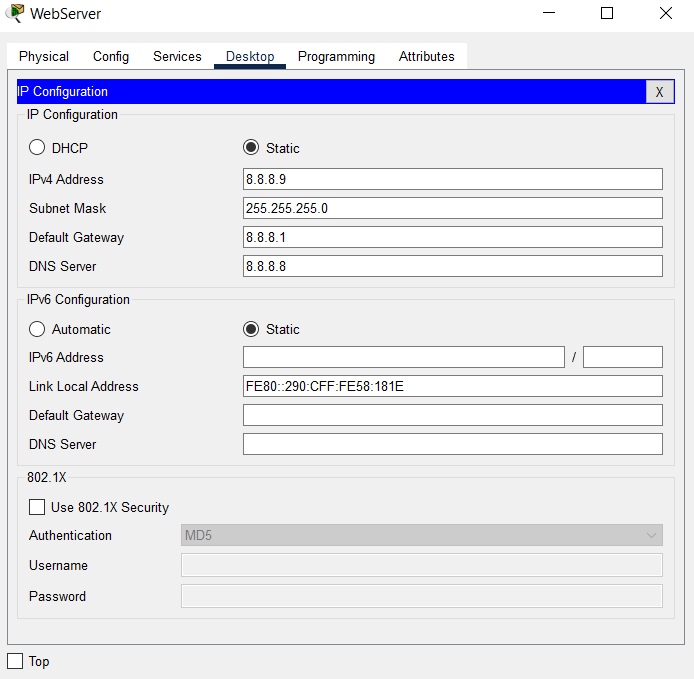 WebServer
Physical Config Services Desktop Programming Attributes
IP Configuration X
IP Configuration
DHCP Static
IPv4 Address 8.8.8.9
Subnet Mask 255.255.255.0
Default Gateway 8.8.8.1
DNS Server 8.8.8.8
IPv6 Configuration
Automatic Static
IPv6 Address /
Link Local Address FE80::290:CFF:FE58:181E
Default Gateway
DNS Server
802.1X
Use 802.1X Security
Authentication MD5
Username
Password
Top